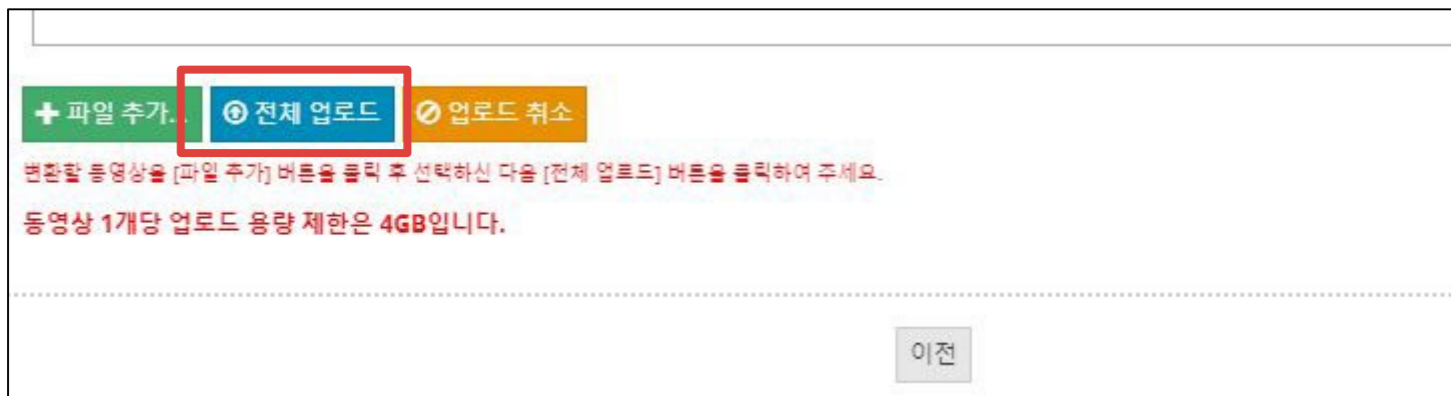 파일 추가...
전체 업로드
업로드 취소
변환할 동영상을 [파일 추가] 버튼을 클릭 후 선택하신 다음 [전체 업로드] 버튼을 클릭하여 주세요.
동영상 1개당 업로드 용량 제한은 4GB입니다.
이전